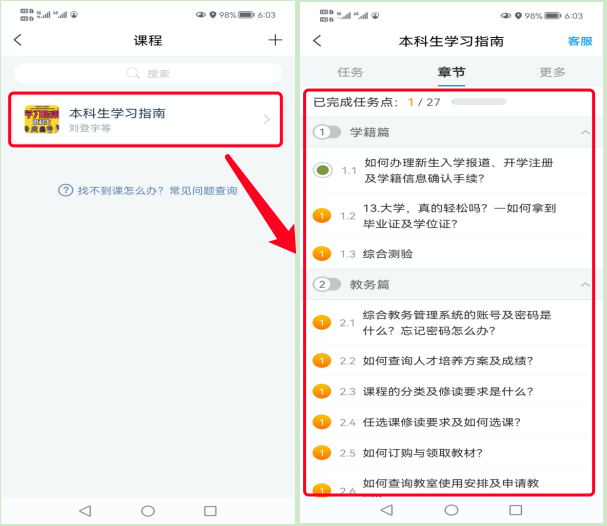 98% 6:03
课程
搜索
本科生学习指南
刘登宇等
找不到课怎么办？常见问题查询
98% 6:03
本科生学习指南
客服
任务 章节 更多
已完成任务点：1 / 27
1 学籍篇
1.1 如何办理新生入学报道、开学注册
及学籍信息确认手续？
1 1.2 13.大学，真的轻松吗？—如何拿到
毕业证及学位证？
1 1.3 综合测验
2 教务篇
1 2.1 综合教务管理系统的账号及密码是
什么？忘记密码怎么办？
1 2.2 如何查询人才培养方案及成绩？
1 2.3 课程的分类及修读要求是什么？
1 2.4 任选课修读要求及如何选课？
1 2.5 如何订购与领取教材？
1 2.6 如何查询教室使用安排及申请教